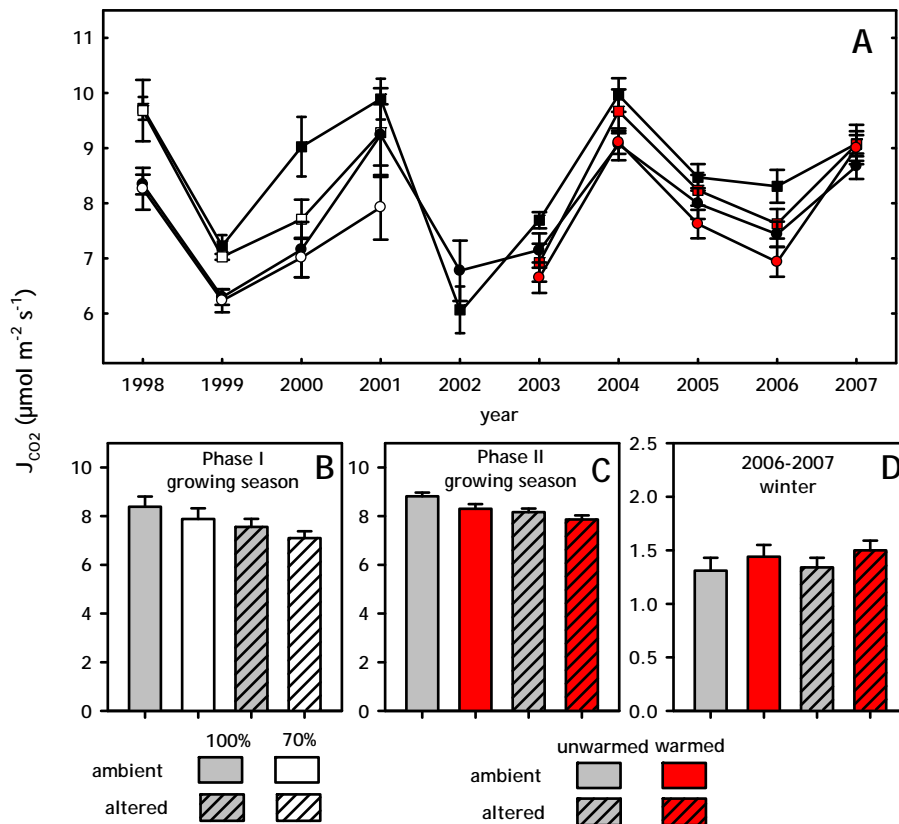 A
11
10
9
8
7
6
1998 1999 2000 2001 2002 2003 2004 2005 2006 2007
year
J_CO2 (µmol m⁻² s⁻¹)
B
Phase I
growing season
10
8
6
4
2
0
C
Phase II
growing season
10
8
6
4
2
0
D
2006-2007
winter
2.5
2.0
1.5
1.0
0.5
0.0
100% 70%
ambient
altered
unwarmed warmed
ambient
altered